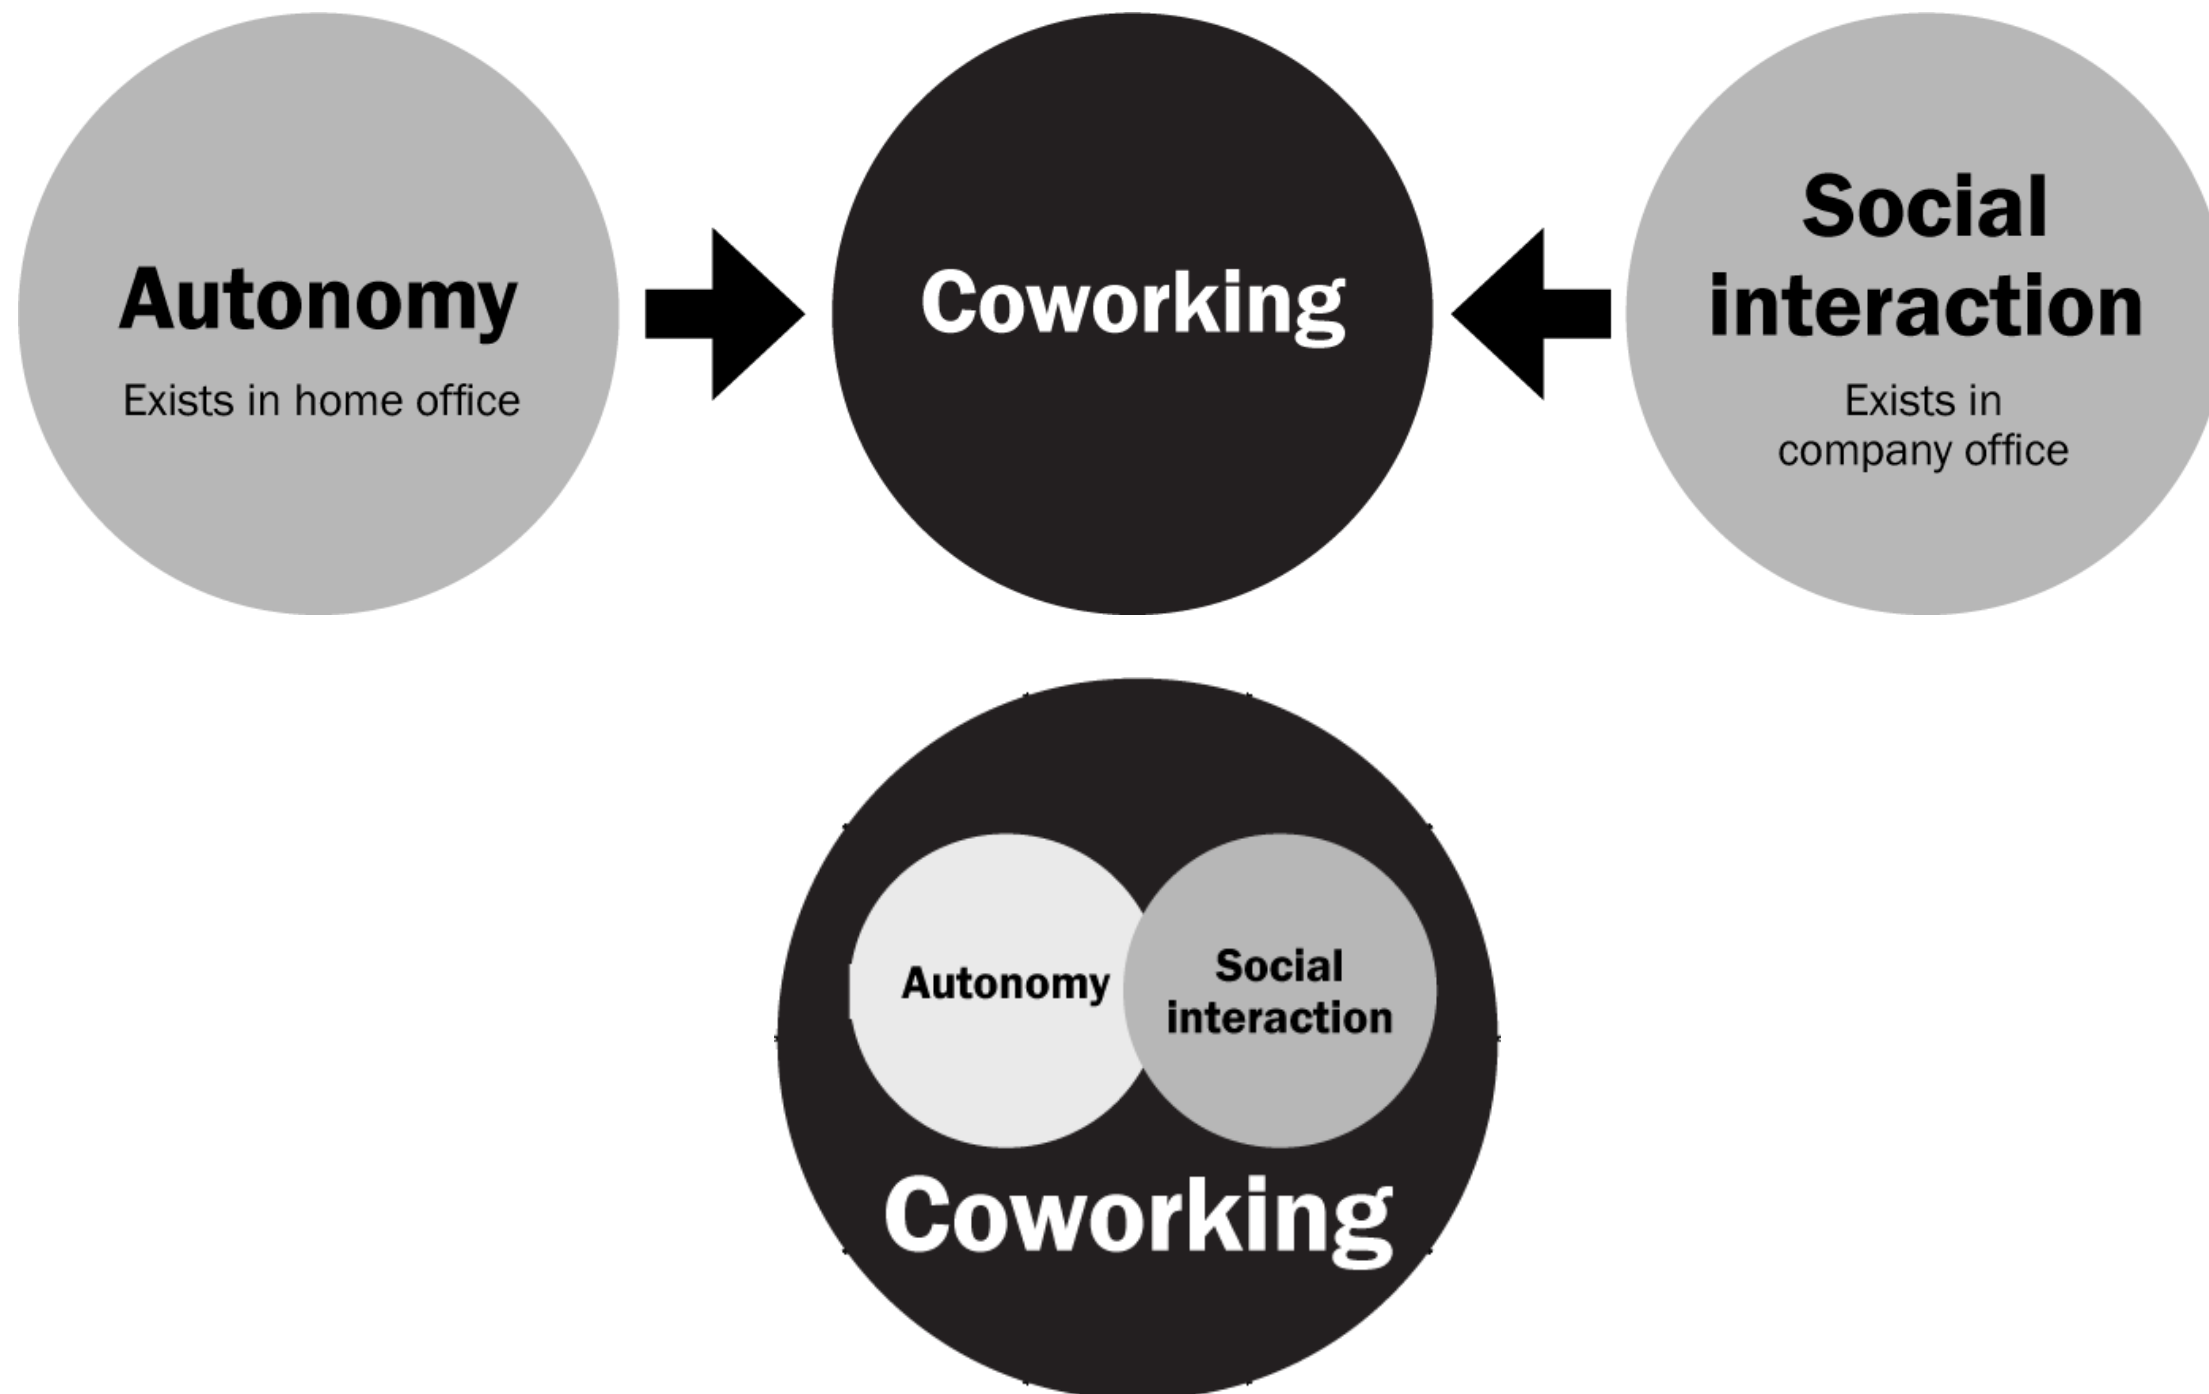 Autonomy
Exists in home office
Coworking
Social
interaction
Exists in
company office
Autonomy
Social
interaction
Coworking